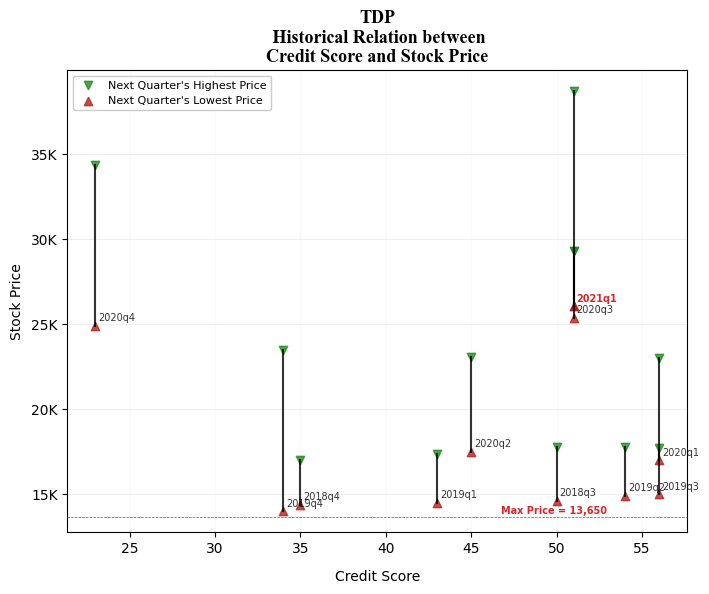 TDP
Historical Relation between
Credit Score and Stock Price
Next Quarter's Highest Price
Next Quarter's Lowest Price
35K
30K
25K
20K
15K
Stock Price
2020q4
2021q1
2020q3
2020q2
2020q1
2019q3
2019q2
2018q3
2019q1
2018q4
2019q4
Max Price = 13,650
25
30
35
40
45
50
55
Credit Score